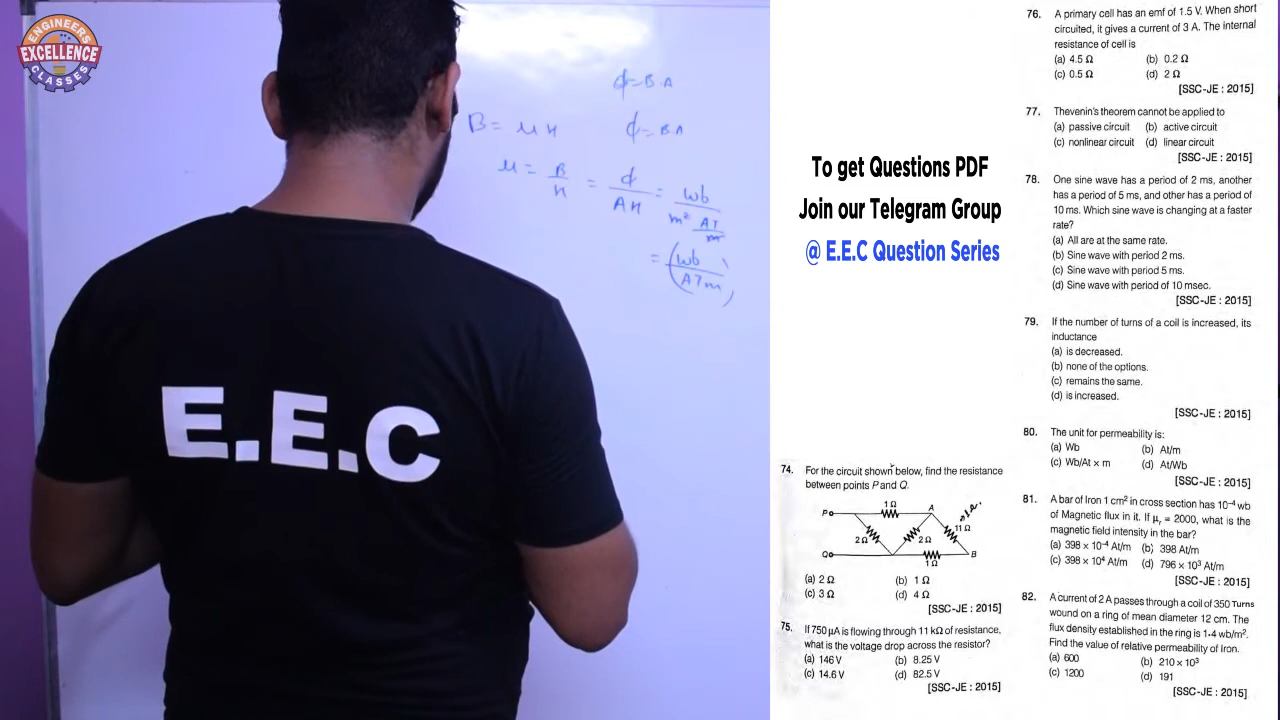 ENGINEERS
EXCELLENCE
CLASSES
ϕ = B A
B = μ H
ϕ = B A
μ = B/H = ϕ/AH = wb/m² AT/m
= (wb/ATm)
E.E.C
To get Questions PDF
Join our Telegram Group
@ E.E.C Question Series
74. For the circuit shown below, find the resistance
between points P and Q.
1 Ω
A
P
2 Ω
2 Ω
11 Ω
Q
1 Ω
B
(a) 2 Ω (b) 1 Ω
(c) 3 Ω (d) 4 Ω
[SSC-JE : 2015]
75. If 750 μA is flowing through 11 kΩ of resistance,
what is the voltage drop across the resistor?
(a) 146 V (b) 8.25 V
(c) 14.6 V (d) 82.5 V
[SSC-JE : 2015]
76. A primary cell has an emf of 1.5 V. When short
circuited, it gives a current of 3 A. The internal
resistance of cell is
(a) 4.5 Ω (b) 0.2 Ω
(c) 0.5 Ω (d) 2 Ω
[SSC-JE : 2015]
77. Thevenin's theorem cannot be applied to
(a) passive circuit (b) active circuit
(c) nonlinear circuit (d) linear circuit
[SSC-JE : 2015]
78. One sine wave has a period of 2 ms, another
has a period of 5 ms, and other has a period of
10 ms. Which sine wave is changing at a faster
rate?
(a) All are at the same rate.
(b) Sine wave with period 2 ms.
(c) Sine wave with period 5 ms.
(d) Sine wave with period of 10 msec.
[SSC-JE : 2015]
79. If the number of turns of a coil is increased, its
inductance
(a) is decreased.
(b) none of the options.
(c) remains the same.
(d) is increased.
[SSC-JE : 2015]
80. The unit for permeability is:
(a) Wb (b) At/m
(c) Wb/At × m (d) At/Wb
[SSC-JE : 2015]
81. A bar of Iron 1 cm² in cross section has 10⁻⁴ wb
of Magnetic flux in it. If μᵣ = 2000, what is the
magnetic field intensity in the bar?
(a) 398 × 10⁻⁴ At/m (b) 398 At/m
(c) 398 × 10⁴ At/m (d) 796 × 10³ At/m
[SSC-JE : 2015]
82. A current of 2 A passes through a coil of 350 Turns
wound on a ring of mean diameter 12 cm. The
flux density established in the ring is 1·4 wb/m².
Find the value of relative permeability of Iron.
(a) 600 (b) 210 × 10³
(c) 1200 (d) 191
[SSC-JE : 2015]